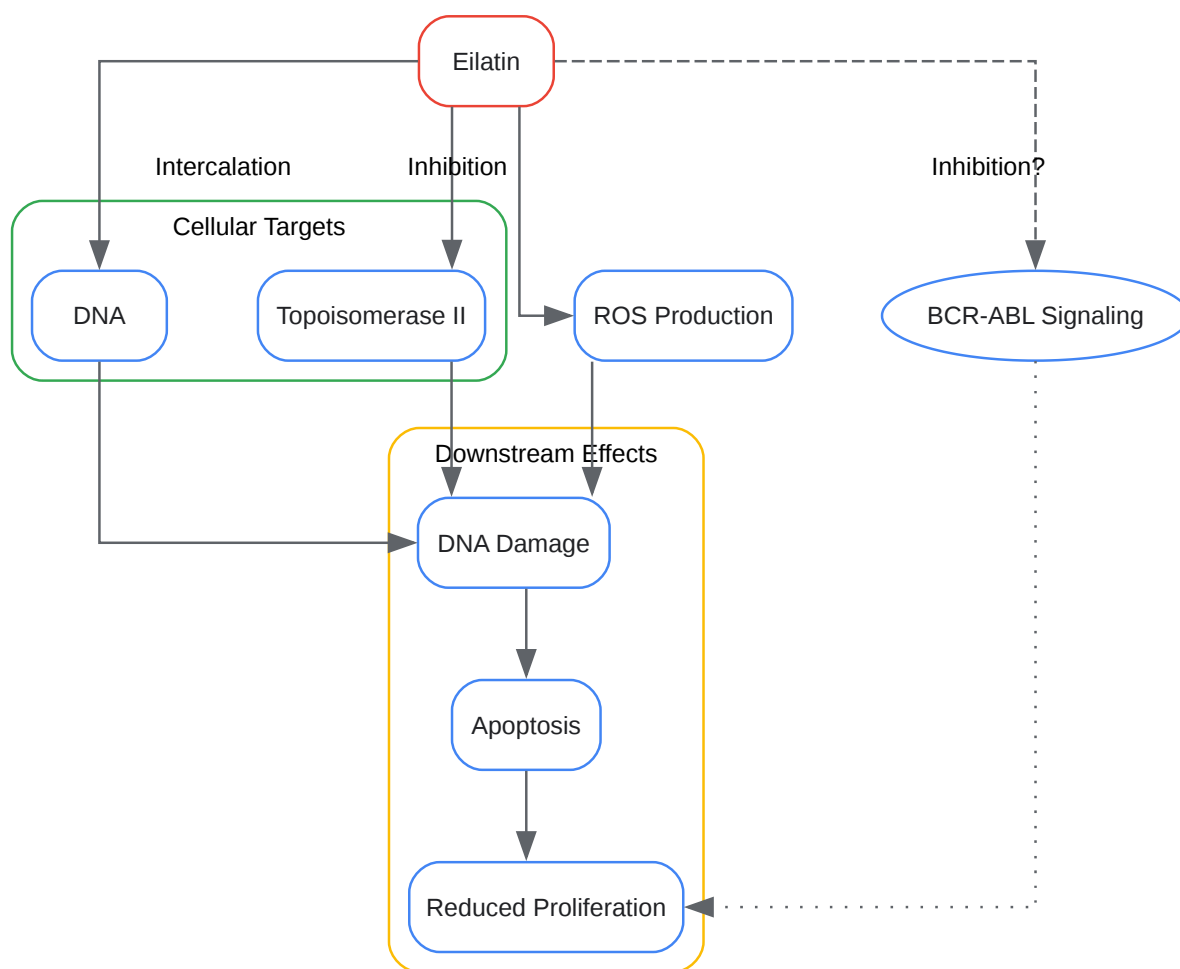 Eilatin
Intercalation
Inhibition
Inhibition?
Cellular Targets
DNA
Topoisomerase II
ROS Production
BCR-ABL Signaling
Downstream Effects
DNA Damage
Apoptosis
Reduced Proliferation